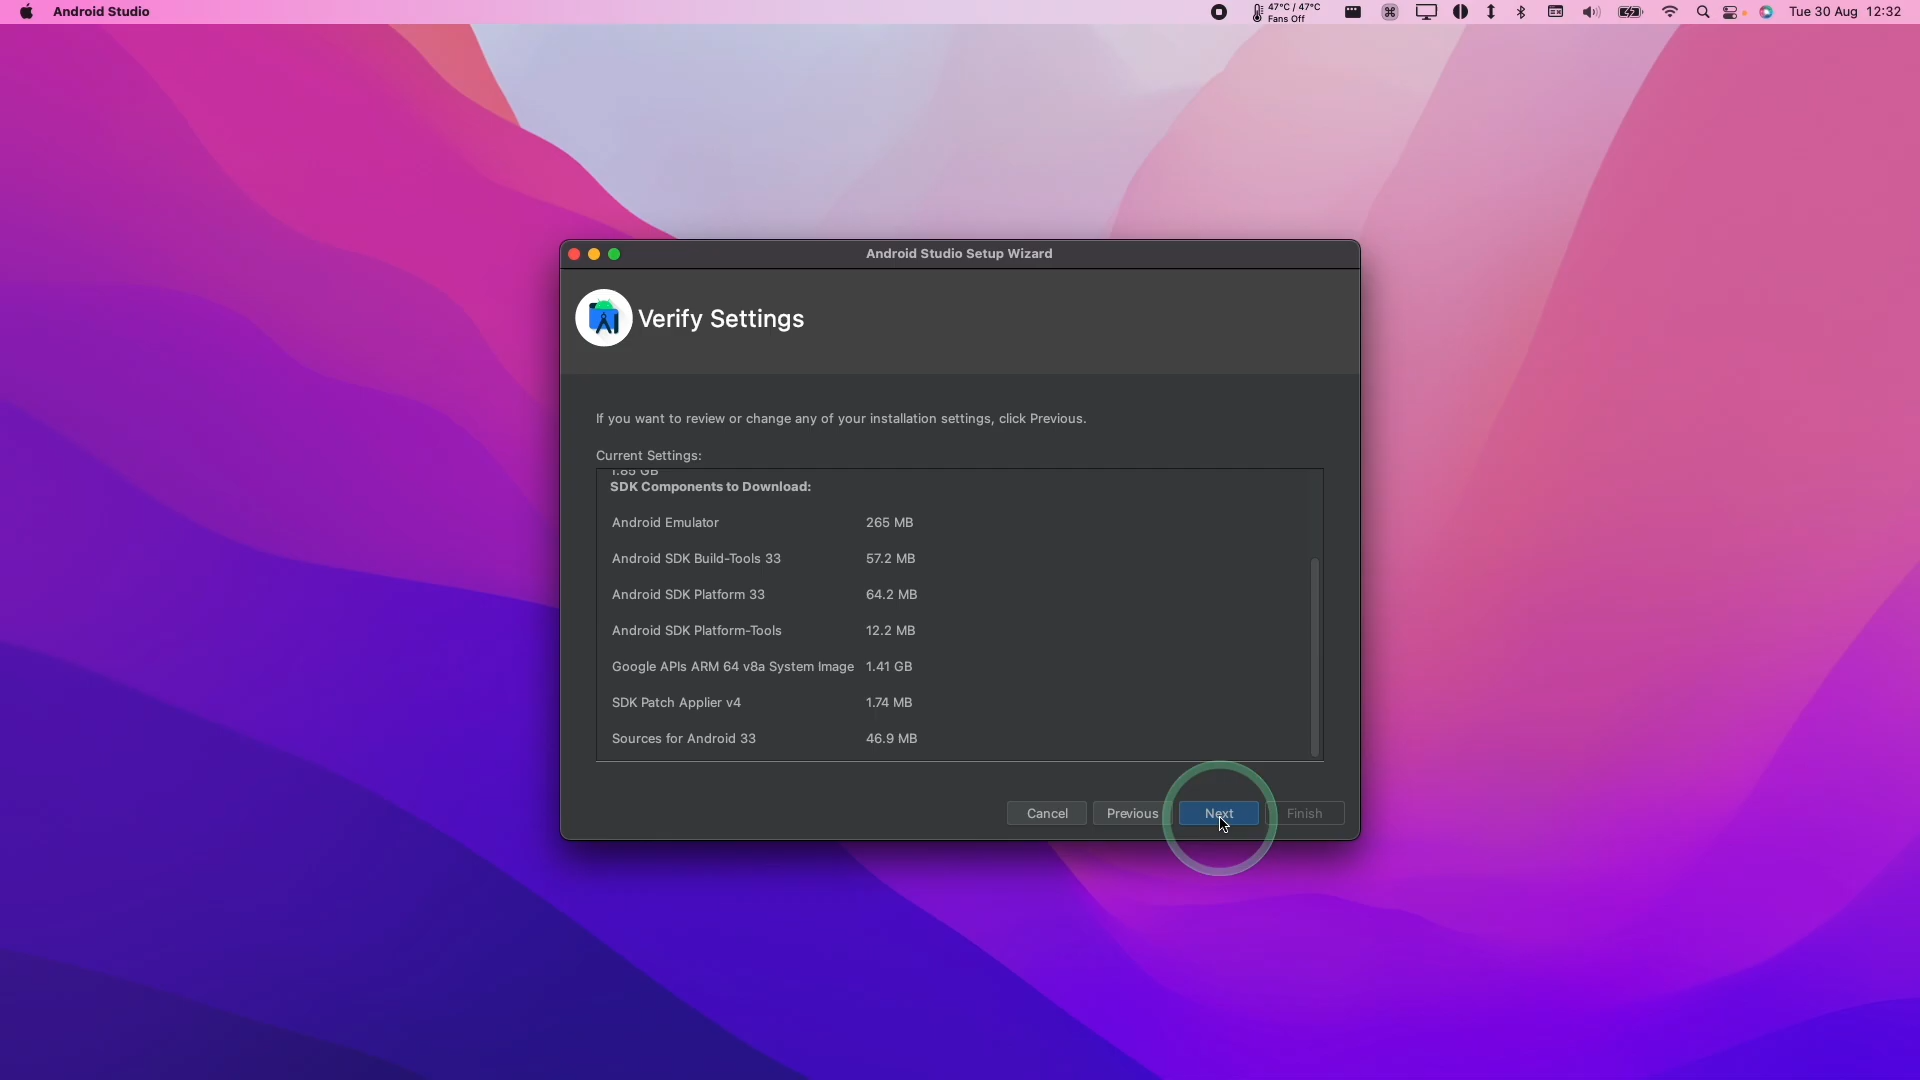 Android Studio
47°C / 47°C
Fans Off
Tue 30 Aug 12:32
Android Studio Setup Wizard
Verify Settings
If you want to review or change any of your installation settings, click Previous.
Current Settings:
1.85 GB
SDK Components to Download:
Android Emulator 265 MB
Android SDK Build-Tools 33 57.2 MB
Android SDK Platform 33 64.2 MB
Android SDK Platform-Tools 12.2 MB
Google APIs ARM 64 v8a System Image 1.41 GB
SDK Patch Applier v4 1.74 MB
Sources for Android 33 46.9 MB
Cancel Previous Next Finish